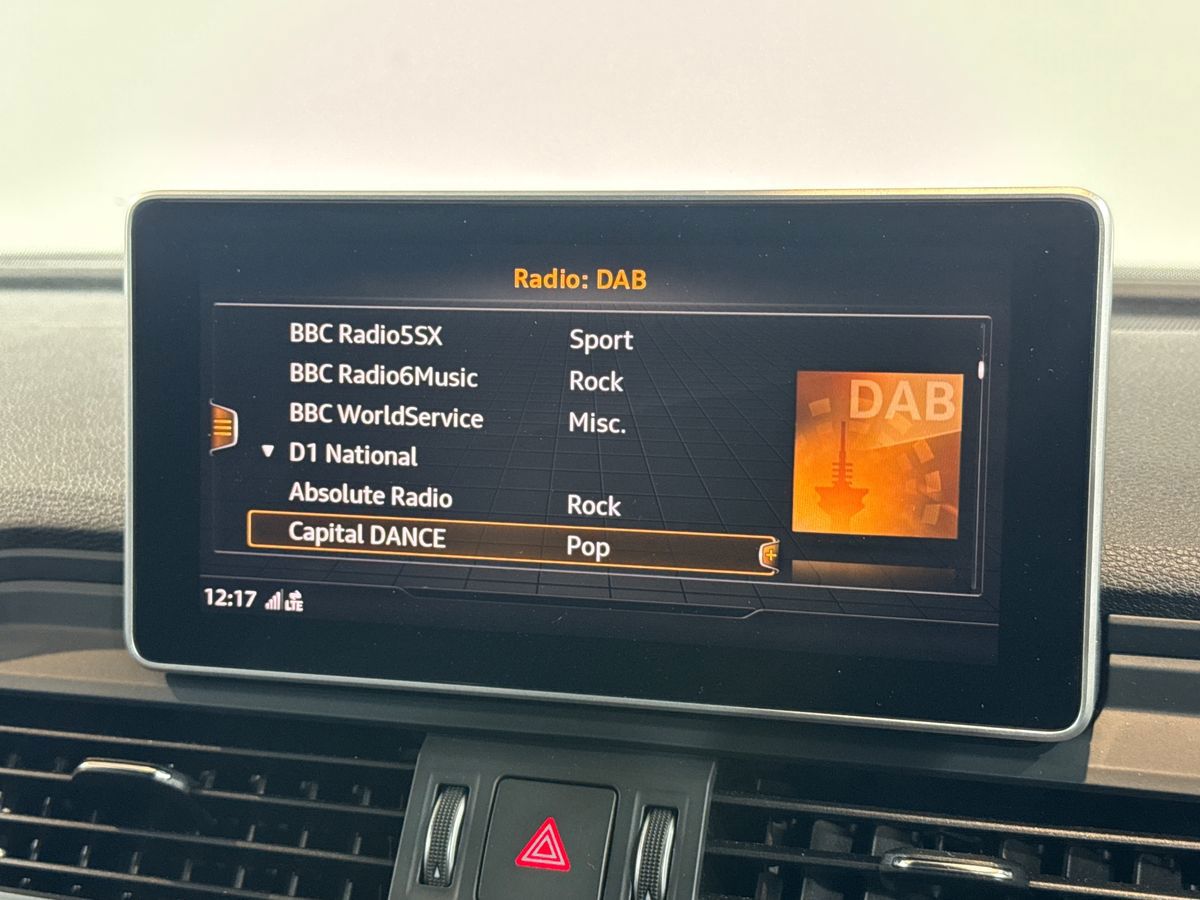 Radio: DAB
BBC Radio5SX Sport
BBC Radio6Music Rock
BBC WorldService Misc.
D1 National
Absolute Radio Rock
Capital DANCE Pop
DAB
12:17 LTE